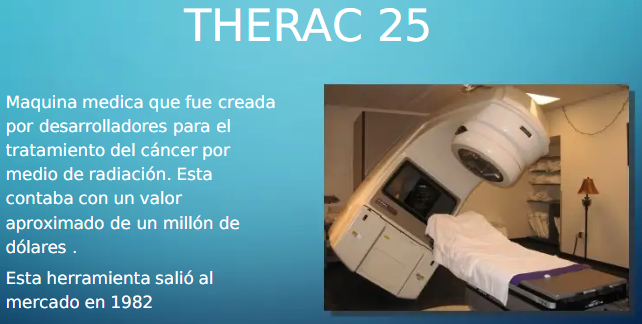 THERAC 25
Maquina medica que fue creada
por desarrolladores para el
tratamiento del cáncer por
medio de radiación. Esta
contaba con un valor
aproximado de un millón de
dólares .
Esta herramienta salió al
mercado en 1982